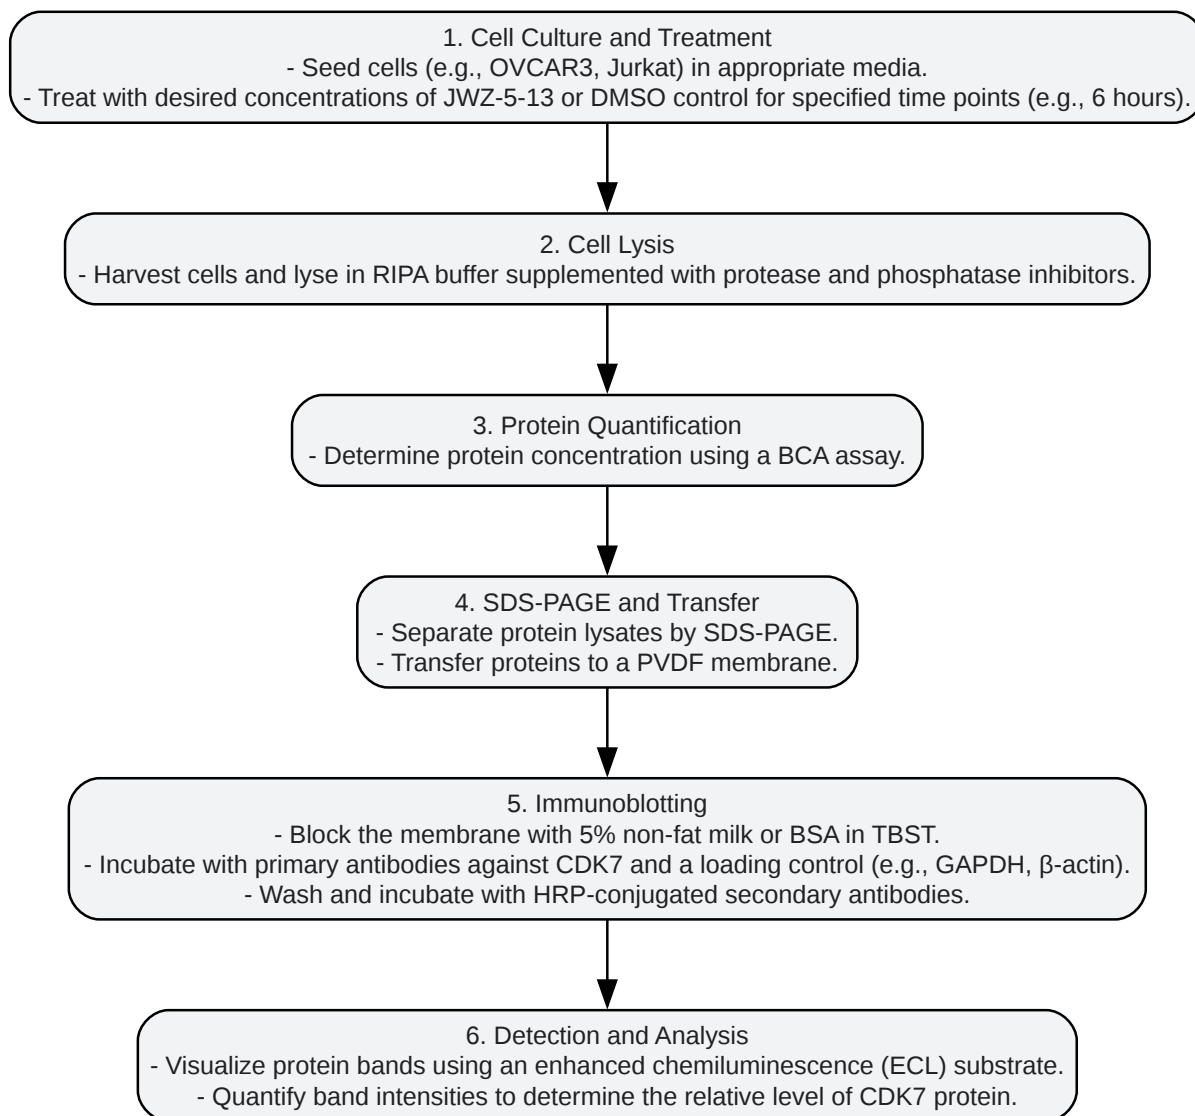 1. Cell Culture and Treatment
- Seed cells (e.g., OVCAR3, Jurkat) in appropriate media.
- Treat with desired concentrations of JWZ-5-13 or DMSO control for specified time points (e.g., 6 hours).
2. Cell Lysis
- Harvest cells and lyse in RIPA buffer supplemented with protease and phosphatase inhibitors.
3. Protein Quantification
- Determine protein concentration using a BCA assay.
4. SDS-PAGE and Transfer
- Separate protein lysates by SDS-PAGE.
- Transfer proteins to a PVDF membrane.
5. Immunoblotting
- Block the membrane with 5% non-fat milk or BSA in TBST.
- Incubate with primary antibodies against CDK7 and a loading control (e.g., GAPDH, β-actin).
- Wash and incubate with HRP-conjugated secondary antibodies.
6. Detection and Analysis
- Visualize protein bands using an enhanced chemiluminescence (ECL) substrate.
- Quantify band intensities to determine the relative level of CDK7 protein.